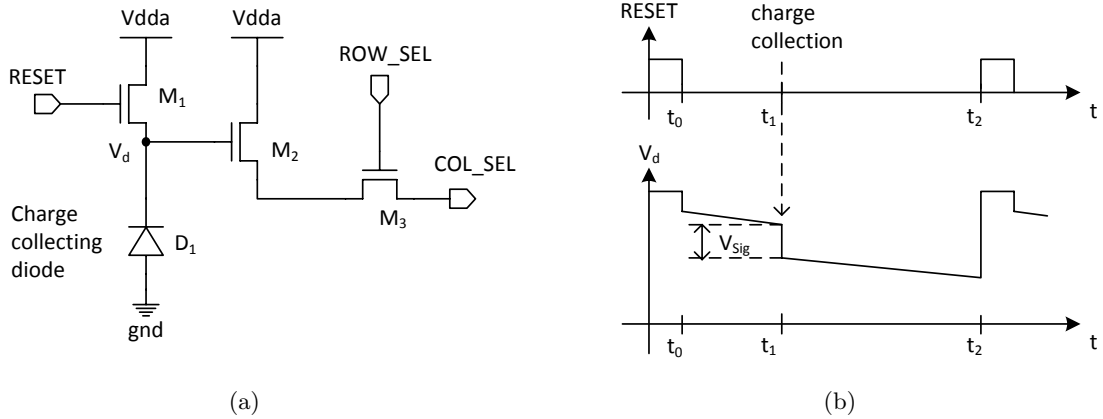 Vdda Vdda
ROW_SEL
RESET
M1
Vd
M2
COL_SEL
M3
Charge
collecting
diode
D1
gnd
(a)
RESET
charge
collection
t0 t1 t2 t
Vd
VSig
t0 t1 t2 t
(b)